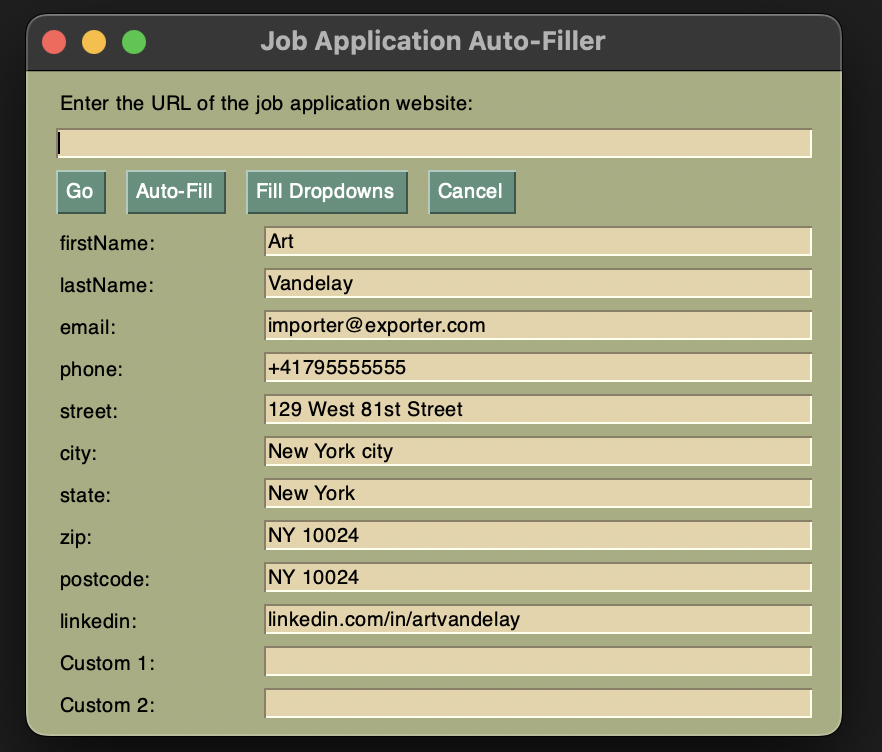 Job Application Auto-Filler
Enter the URL of the job application website:
Go Auto-Fill Fill Dropdowns Cancel
firstName: Art
lastName: Vandelay
email: importer@exporter.com
phone: +41795555555
street: 129 West 81st Street
city: New York city
state: New York
zip: NY 10024
postcode: NY 10024
linkedin: linkedin.com/in/artvandelay
Custom 1:
Custom 2: